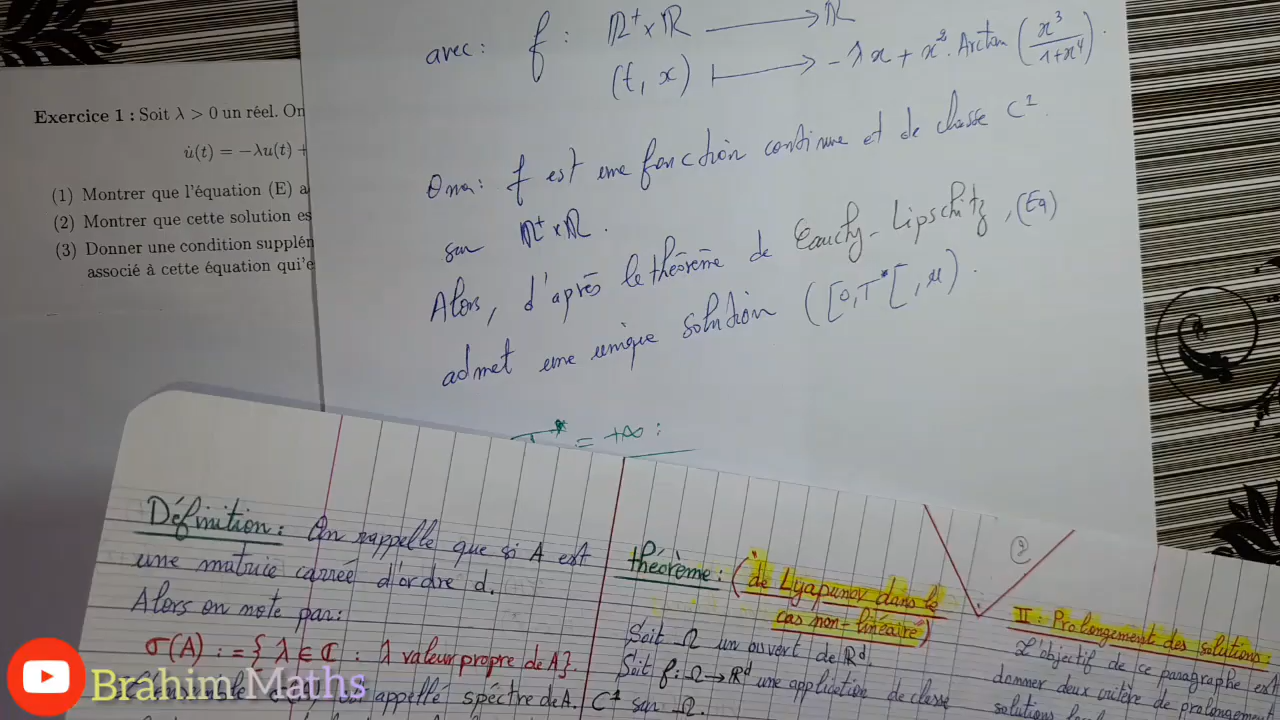 avec: f: ℝ⁺×ℝ ⟶ ℝ
(t, x) ⟼ -λx + x². Arctan (x³/1+x⁴).
On a: f est une fonction continue et de classe C¹
sur ℝ⁺×ℝ.
Alors, d'après le théorème de Cauchy-Lipschitz, (Eq)
admet une unique solution ([0,T*[, u).
T* = +∞:
Exercice 1 : Soit λ > 0 un réel. On
u̇(t) = −λu(t) +
(1) Montrer que l'équation (E) a
(2) Montrer que cette solution es
(3) Donner une condition supplén
associé à cette équation qui'e
Définition: On rappelle que si A est
une matrice carrée d'ordre d.
Alors on note par:
σ(A) := { λ ∈ ℂ : λ valeur propre de A}.
appellé spéctre de A.
théorème: (de Lyapunov dans le
cas non-linéaire)
Soit Ω un ouvert de ℝᵈ.
Soit f: Ω→ℝᵈ une application de classe
C¹ sur Ω.
②
II: Prolongement des solutions:
L'objectif de ce paragraphe est
donner deux critère de prolongement
solutions
Brahim Maths